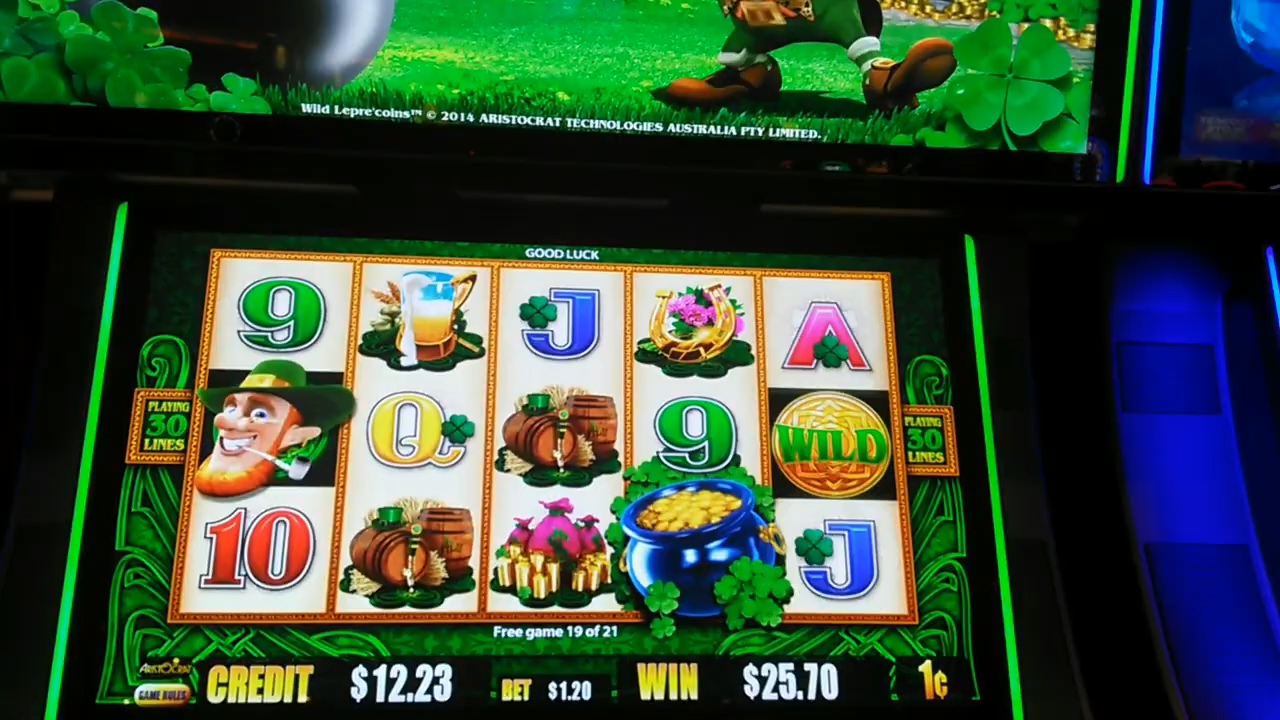 Wild Lepre'coins™ © 2014 ARISTOCRAT TECHNOLOGIES AUSTRALIA PTY LIMITED.
GOOD LUCK
9
J
A
PLAYING
30
LINES
Q
9
WILD
PLAYING
30
LINES
10
J
Free game 19 of 21
ARISTOCRAT
GAME RULES
CREDIT $12.23
BET $1.20
WIN $25.70
1¢